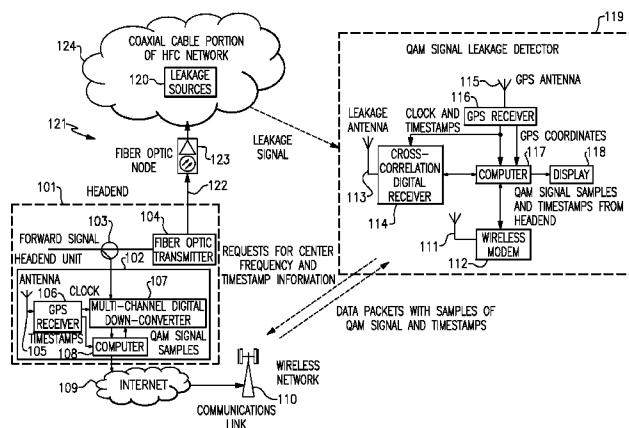 119
124
COAXIAL CABLE PORTION
OF HFC NETWORK
120
LEAKAGE
SOURCES
121
FIBER OPTIC
NODE
123
122
LEAKAGE
SIGNAL
QAM SIGNAL LEAKAGE DETECTOR
115
GPS ANTENNA
116
GPS RECEIVER
LEAKAGE
ANTENNA
CLOCK AND
TIMESTAMPS
GPS COORDINATES
117
118
CROSS-
CORRELATION
DIGITAL
RECEIVER
COMPUTER
DISPLAY
113
114
QAM SIGNAL SAMPLES
AND TIMESTAMPS FROM
HEADEND
111
WIRELESS
MODEM
112
101
HEADEND
103
104
FORWARD SIGNAL
FIBER OPTIC
TRANSMITTER
HEADEND UNIT
102
ANTENNA
106
CLOCK
107
GPS
RECEIVER
MULTI-CHANNEL DIGITAL
DOWN-CONVERTER
TIMESTAMPS
105
108
COMPUTER
QAM SIGNAL
SAMPLES
109
INTERNET
110
WIRELESS
NETWORK
COMMUNICATIONS
LINK
REQUESTS FOR CENTER
FREQUENCY AND
TIMESTAMP INFORMATION
DATA PACKETS WITH SAMPLES OF
QAM SIGNAL AND TIMESTAMPS